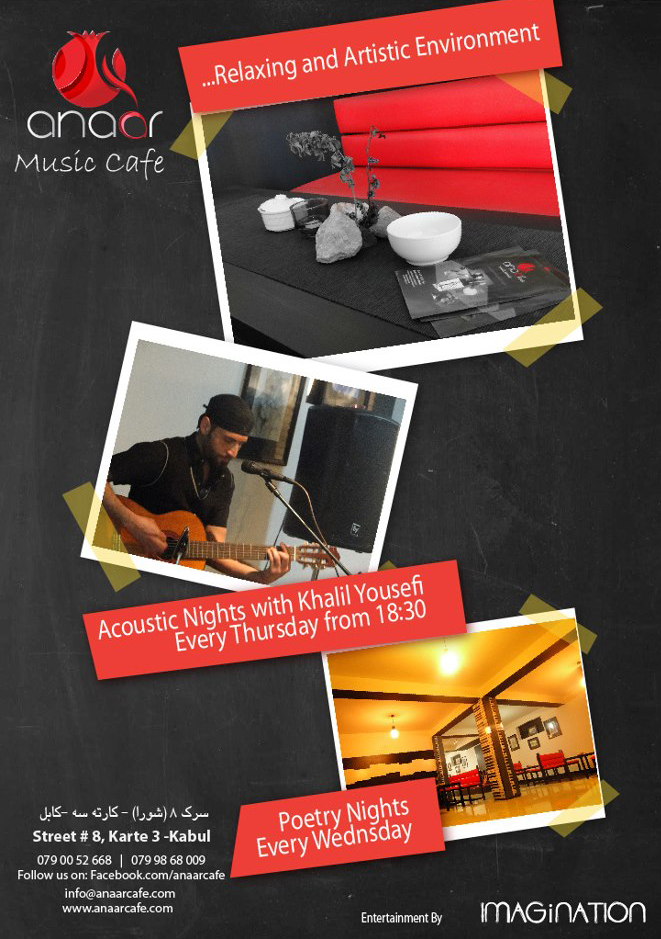 ...Relaxing and Artistic Environment
anaar
Music Cafe
Acoustic Nights with Khalil Yousefi
Every Thursday from 18:30
Poetry Nights
Every Wednsday
سرک ۸ (شورا) - کارته سه -کابل
Street # 8, Karte 3 -Kabul
079 00 52 668 | 079 98 68 009
Follow us on: Facebook.com/anaarcafe
info@anaarcafe.com
www.anaarcafe.com
Entertainment By IMAGiNATION